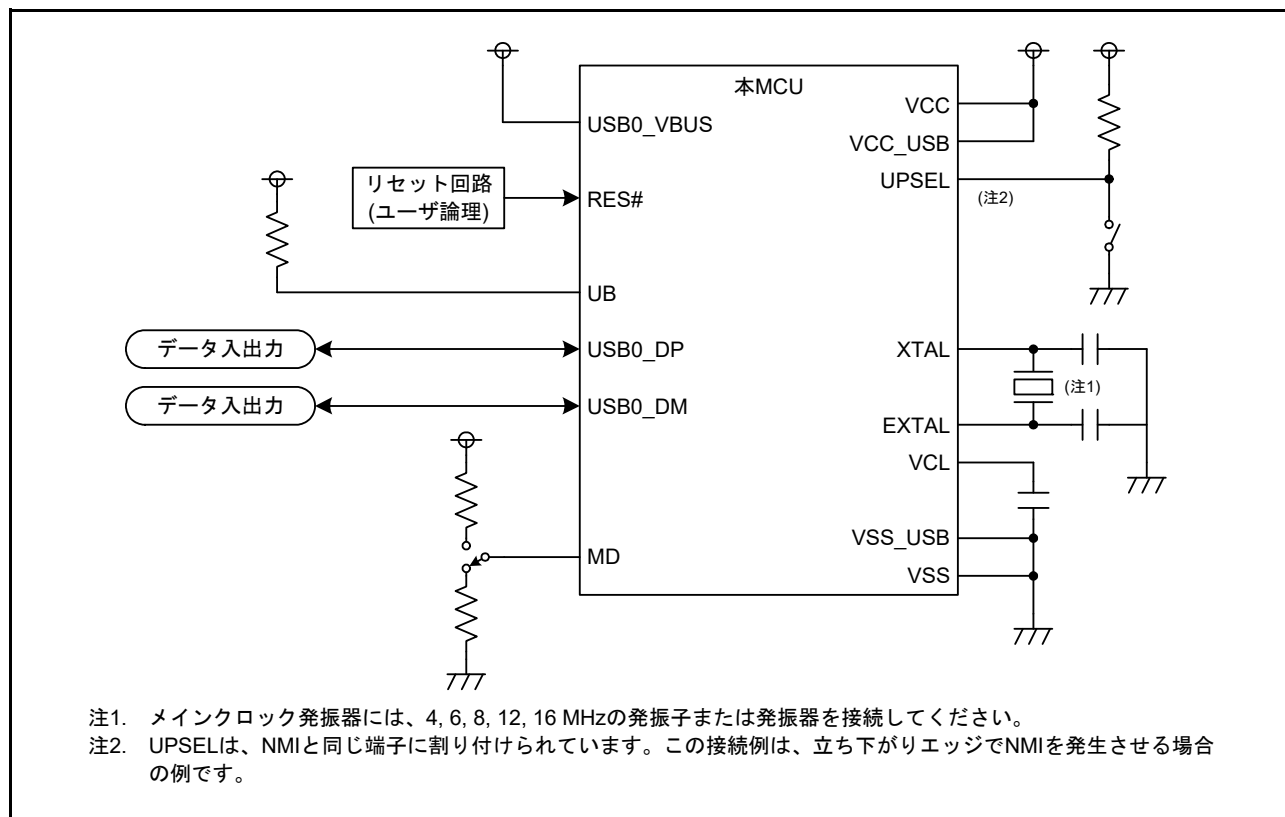 本MCU
USB0_VBUS
リセット回路
(ユーザ論理)
RES#
UB
データ入出力
USB0_DP
データ入出力
USB0_DM
MD
VCC
VCC_USB
UPSEL
(注2)
XTAL
(注1)
EXTAL
VCL
VSS_USB
VSS
注1. メインクロック発振器には、4, 6, 8, 12, 16 MHzの発振子または発振器を接続してください。
注2. UPSELは、NMIと同じ端子に割り付けられています。この接続例は、立ち下がりエッジでNMIを発生させる場合
の例です。